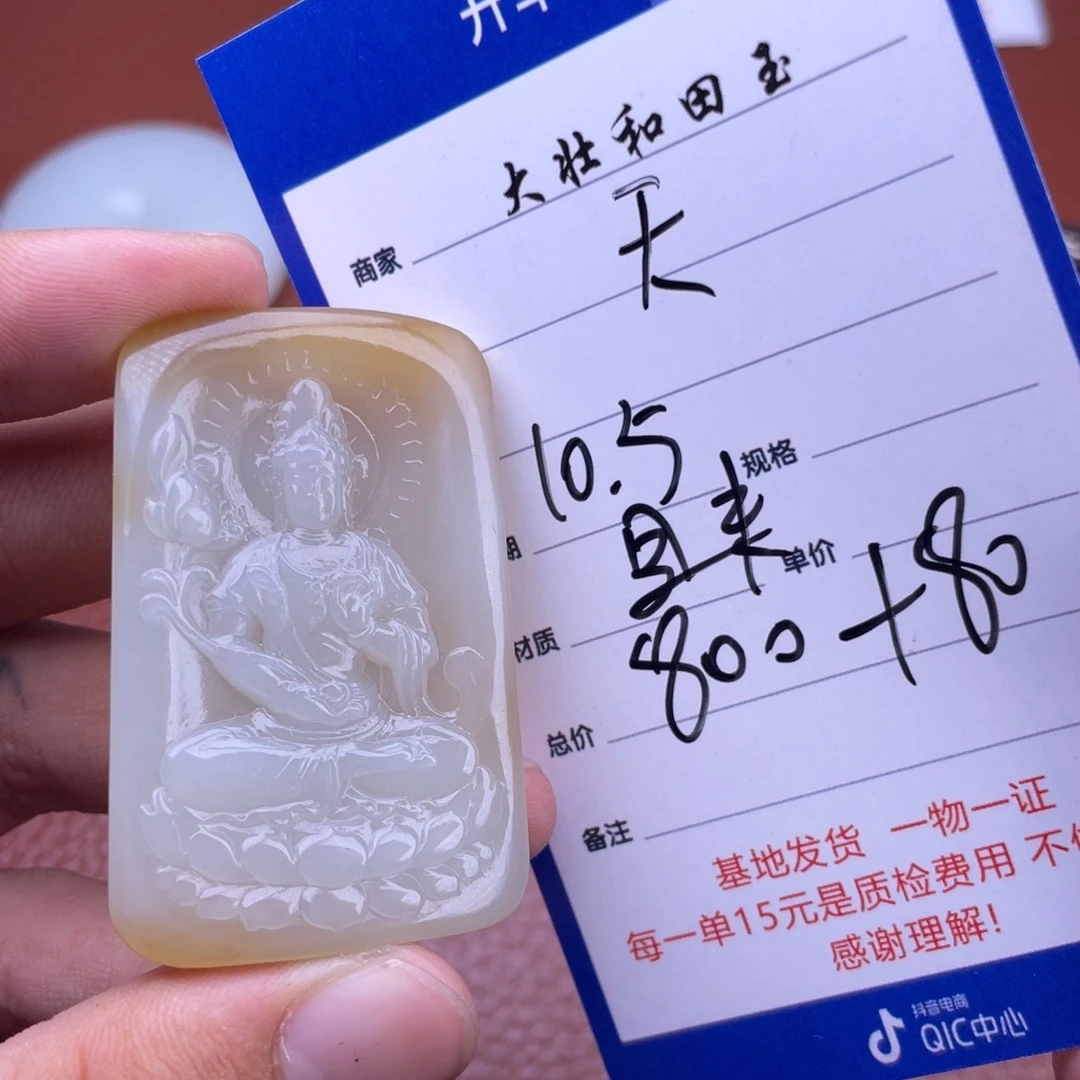 商家 大壮和田玉
天
10.5
规格
期
单价
材质
800+80
总价
备注
基地发货 一物一证
每一单15元是质检费用 不
感谢理解!
抖音电商
QIC中心